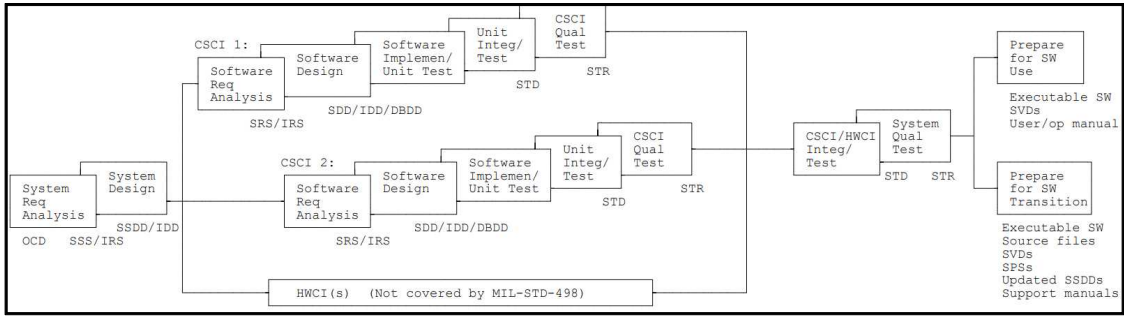 CSCI 1:
Software
Req
Analysis
SRS/IRS
Software
Design
SDD/IDD/DBDD
Software
Implemen/
Unit Test
Unit
Integ/
Test
STD
CSCI
Qual
Test
STR
CSCI 2:
Software
Req
Analysis
SRS/IRS
Software
Design
SDD/IDD/DBDD
Software
Implemen/
Unit Test
Unit
Integ/
Test
STD
CSCI
Qual
Test
STR
System
Req
Analysis
OCD SSS/IRS
System
Design
SSDD/IDD
HWCI(s) (Not covered by MIL-STD-498)
CSCI/HWCI
Integ/
Test
STD
System
Qual
Test
STR
Prepare
for SW
Use
Executable SW
SVDs
User/op manual
Prepare
for SW
Transition
Executable SW
Source files
SVDs
SPSs
Updated SSDDs
Support manuals